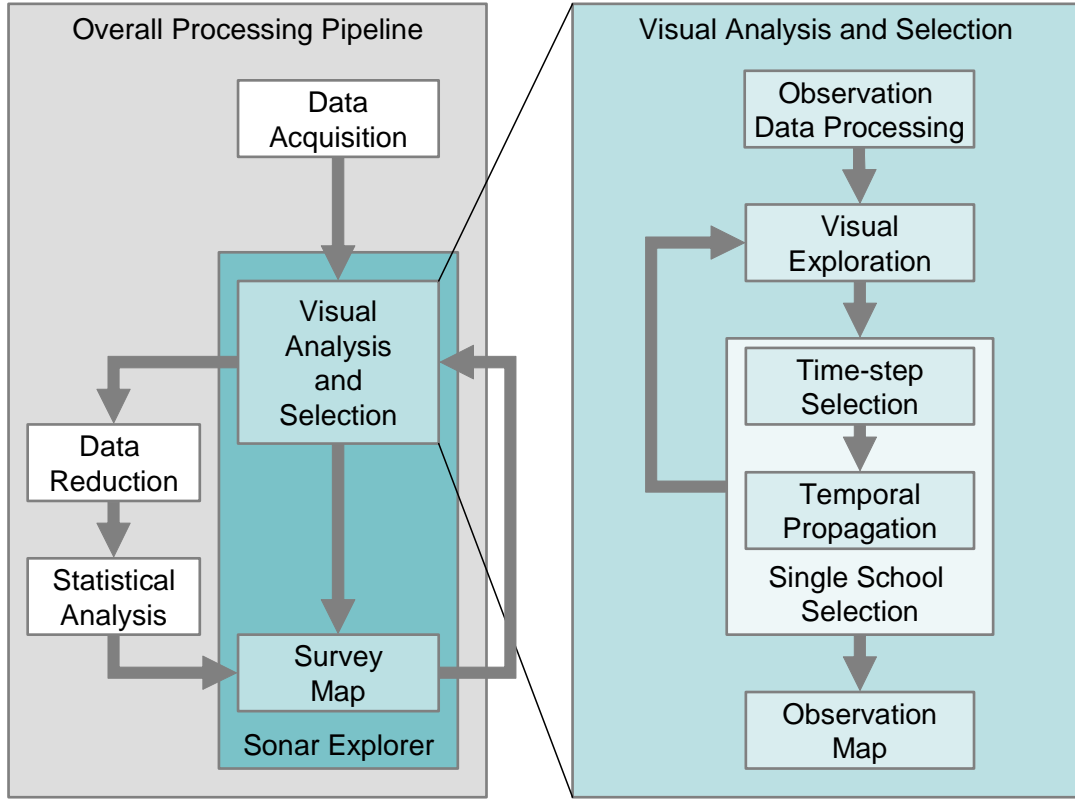 Overall Processing Pipeline
Data
Acquisition
Visual
Analysis
and
Selection
Data
Reduction
Statistical
Analysis
Survey
Map
Sonar Explorer
Visual Analysis and Selection
Observation
Data Processing
Visual
Exploration
Time-step
Selection
Temporal
Propagation
Single School
Selection
Observation
Map